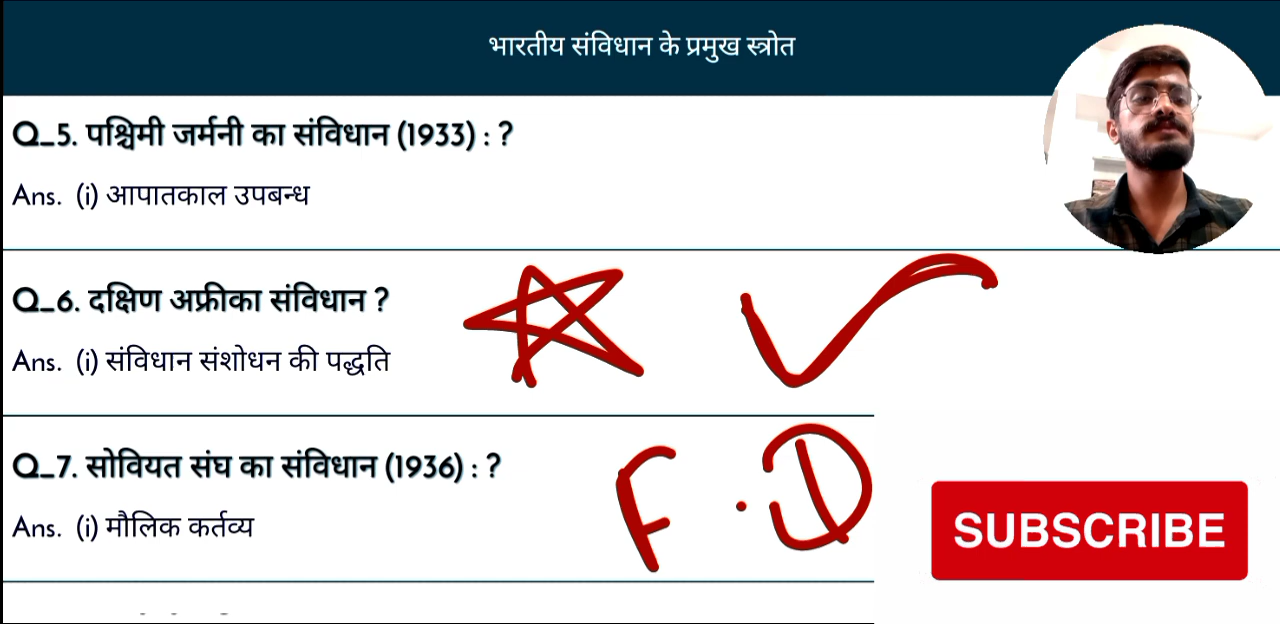 भारतीय संविधान के प्रमुख स्त्रोत
Q_5. पश्चिमी जर्मनी का संविधान (1933) : ?
Ans. (i) आपातकाल उपबन्ध
Q_6. दक्षिण अफ्रीका संविधान ?
Ans. (i) संविधान संशोधन की पद्धति
Q_7. सोवियत संघ का संविधान (1936) : ?
Ans. (i) मौलिक कर्तव्य
F.D
SUBSCRIBE